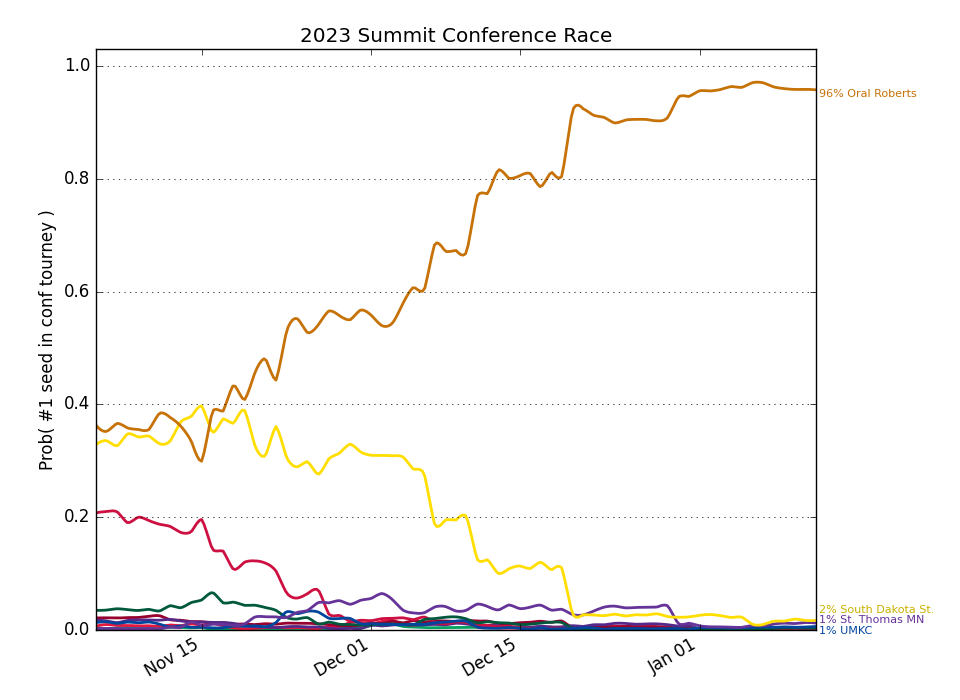 2023 Summit Conference Race
Prob( #1 seed in conf tourney )
1.0
0.8
0.6
0.4
0.2
0.0
96% Oral Roberts
2% South Dakota St.
1% St. Thomas MN
1% UMKC
Nov 15
Dec 01
Dec 15
Jan 01